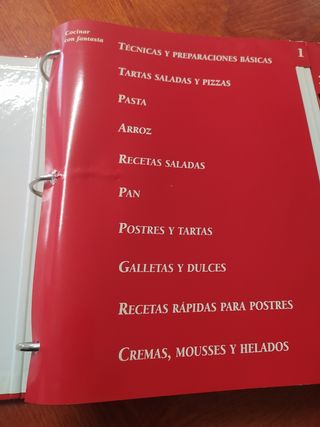 Cocinar
con fantasía
TÉCNICAS Y PREPARACIONES BÁSICAS 1
TARTAS SALADAS Y PIZZAS
PASTA
ARROZ
RECETAS SALADAS
PAN
POSTRES Y TARTAS
GALLETAS Y DULCES
RECETAS RÁPIDAS PARA POSTRES
CREMAS, MOUSSES Y HELADOS